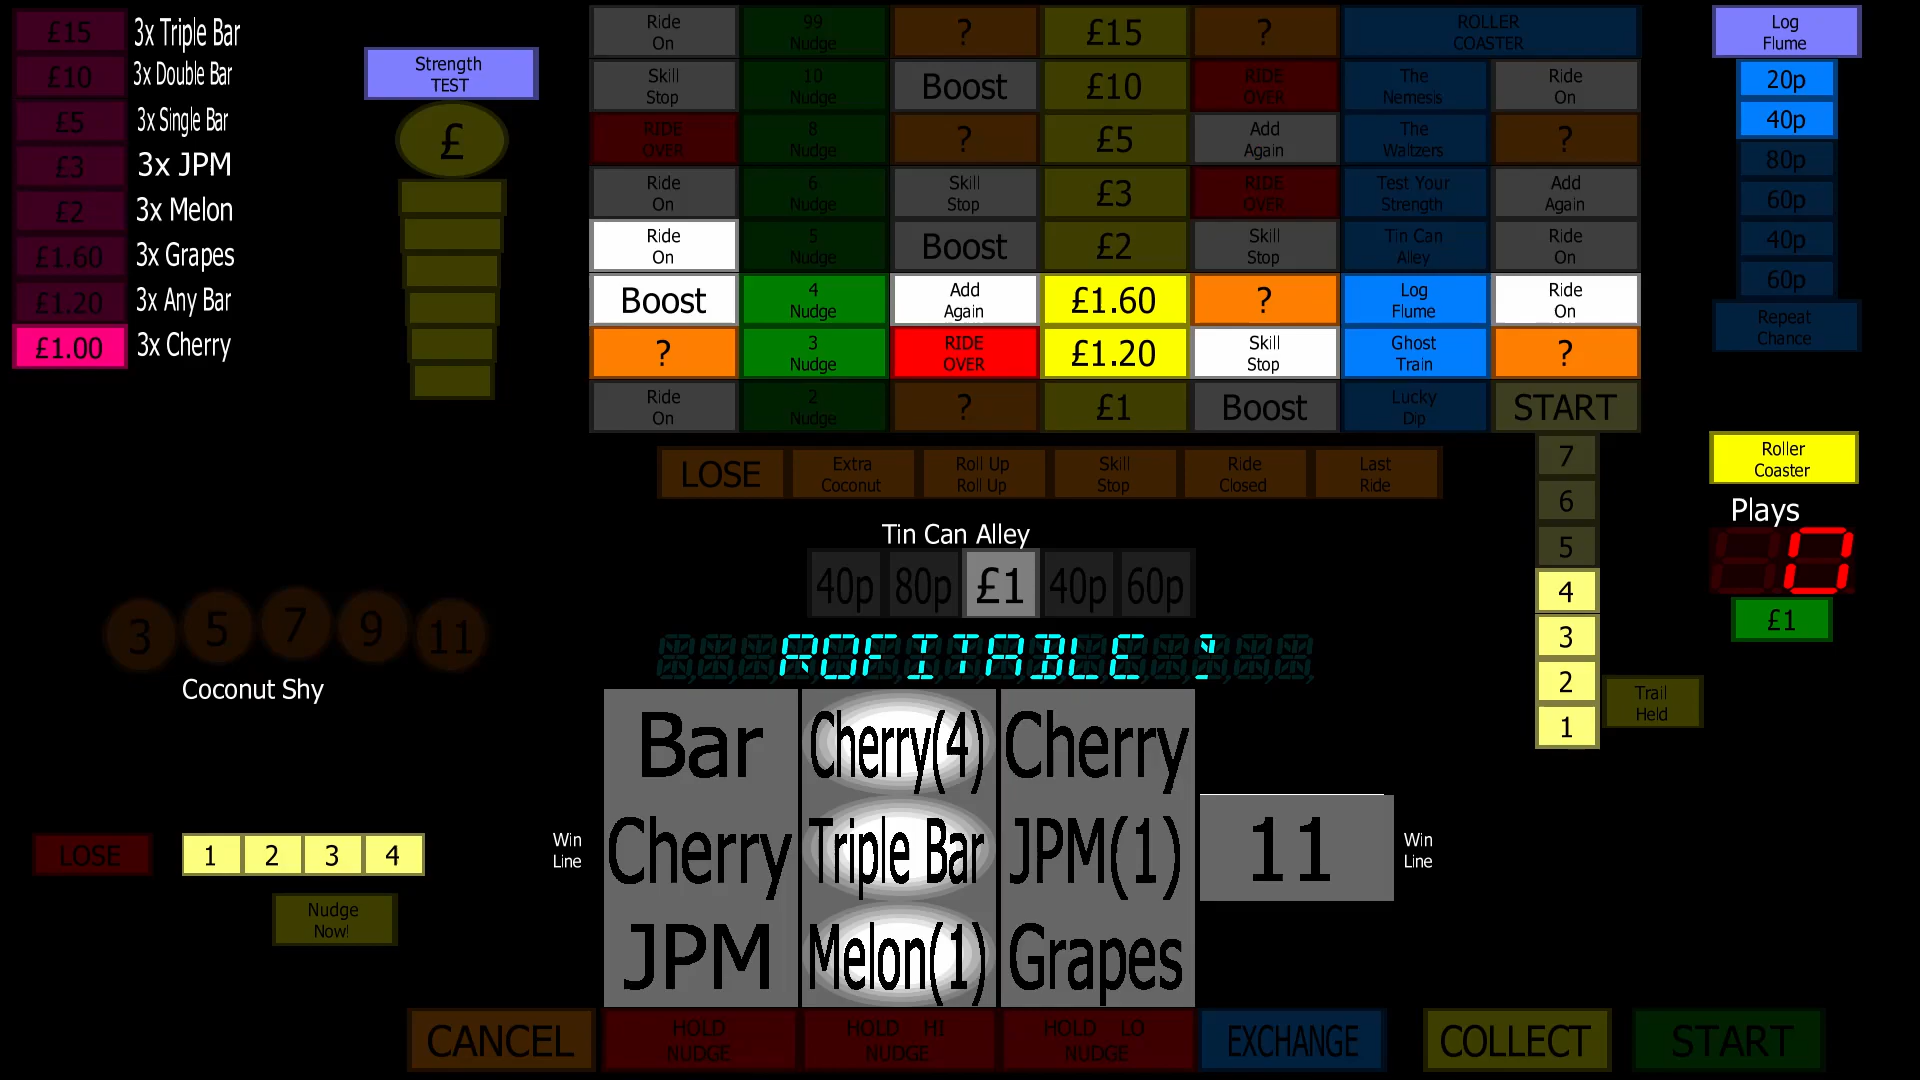 £15 3x Triple Bar
£10 3x Double Bar
£5 3x Single Bar
£3 3x JPM
£2 3x Melon
£1.60 3x Grapes
£1.20 3x Any Bar
£1.00 3x Cherry
Strength
TEST
£
Ride On 99 Nudge ? £15 ? ROLLER COASTER
Skill Stop 10 Nudge Boost £10 RIDE OVER The Nemesis Ride On
RIDE OVER 8 Nudge ? £5 Add Again The Waltzers ?
Ride On 6 Nudge Skill Stop £3 RIDE OVER Test Your Strength Add Again
Ride On 5 Nudge Boost £2 Skill Stop Tin Can Alley Ride On
Boost 4 Nudge Add Again £1.60 ? Log Flume Ride On
? 3 Nudge RIDE OVER £1.20 Skill Stop Ghost Train ?
Ride On 2 Nudge ? £1 Boost Lucky Dip START
Log
Flume
20p
40p
80p
60p
40p
60p
Repeat
Chance
LOSE Extra Coconut Roll Up Roll Up Skill Stop Ride Closed Last Ride
7
6
5
4
3
2
1
Trail
Held
Roller
Coaster
Plays
0
£1
Tin Can Alley
40p 80p £1 40p 60p
ROFITABLE '
3 5 7 9 11
Coconut Shy
LOSE 1 2 3 4
Nudge
Now!
Win
Line
Bar Cherry(4) Cherry
Cherry Triple Bar JPM(1) 11
JPM Melon(1) Grapes
Win
Line
CANCEL HOLD NUDGE HOLD HI NUDGE HOLD LO NUDGE EXCHANGE COLLECT START